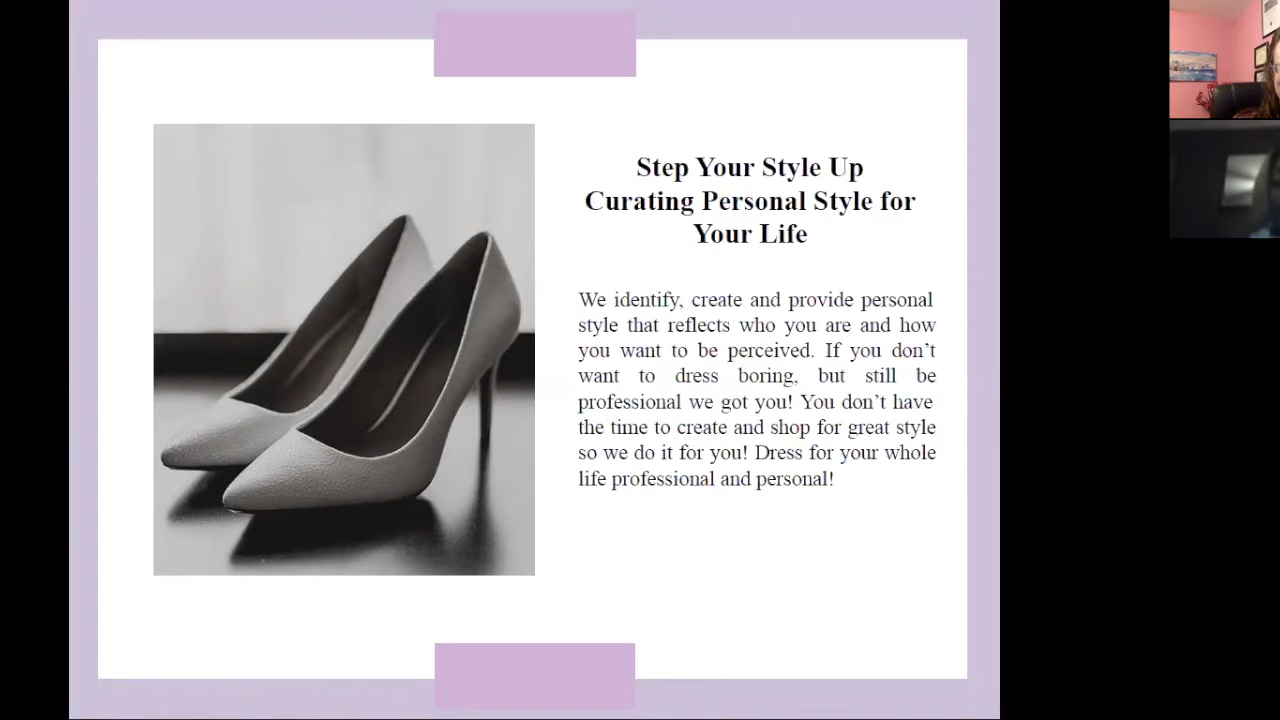 Step Your Style Up
Curating Personal Style for
Your Life
We identify, create and provide personal
style that reflects who you are and how
you want to be perceived. If you don’t
want to dress boring, but still be
professional we got you! You don’t have
the time to create and shop for great style
so we do it for you! Dress for your whole
life professional and personal!